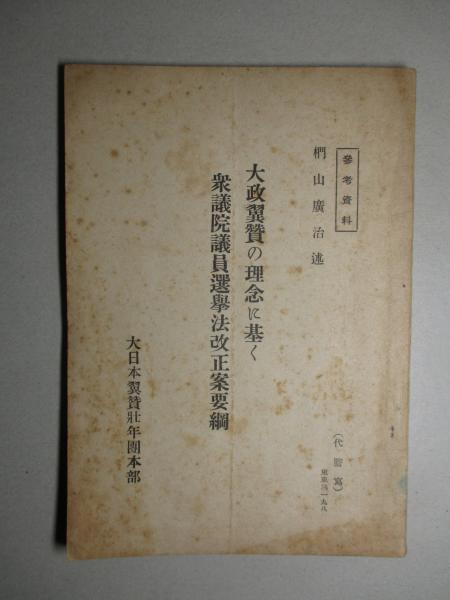 參考資料
椚山廣治述
大政翼贊の理念に基く
衆議院議員選擧法改正案要綱
大日本翼贊壯年團本部
(代謄寫)